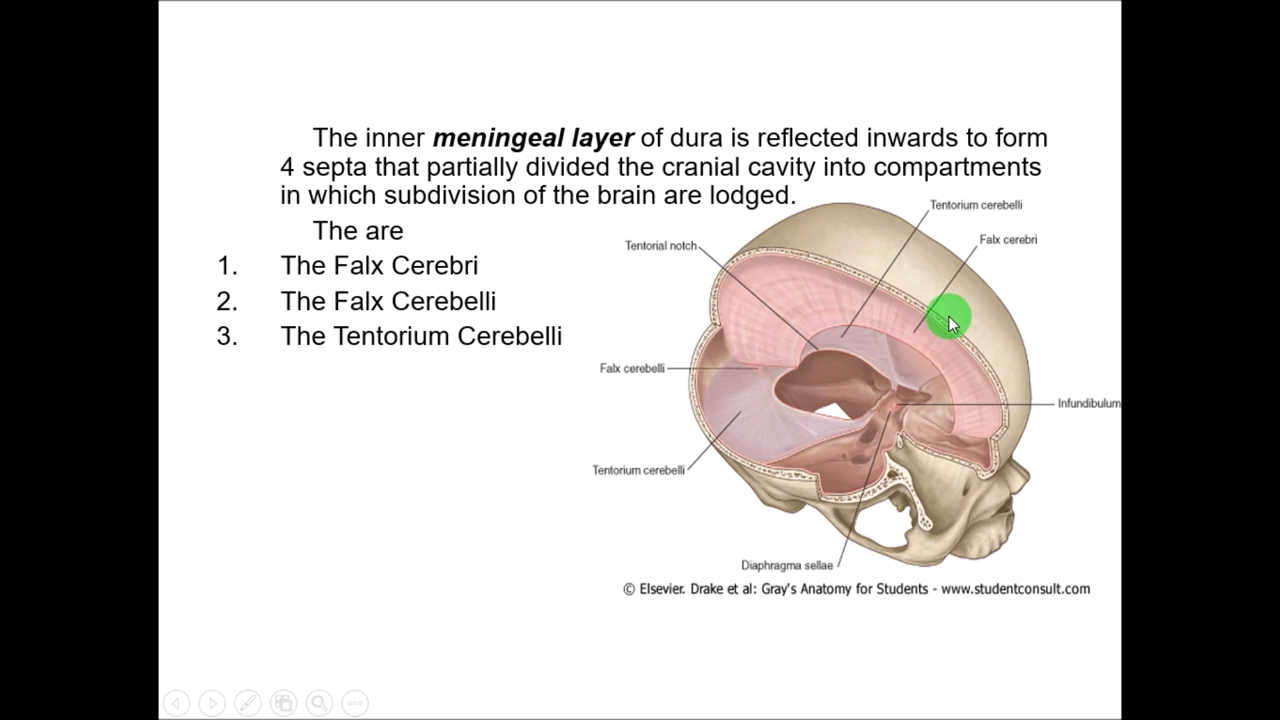 The inner meningeal layer of dura is reflected inwards to form
4 septa that partially divided the cranial cavity into compartments
in which subdivision of the brain are lodged.
The are
1. The Falx Cerebri
2. The Falx Cerebelli
3. The Tentorium Cerebelli
Tentorium cerebelli
Falx cerebri
Tentorial notch
Falx cerebelli
Infundibulum
Tentorium cerebelli
Diaphragma sellae
© Elsevier. Drake et al: Gray's Anatomy for Students - www.studentconsult.com